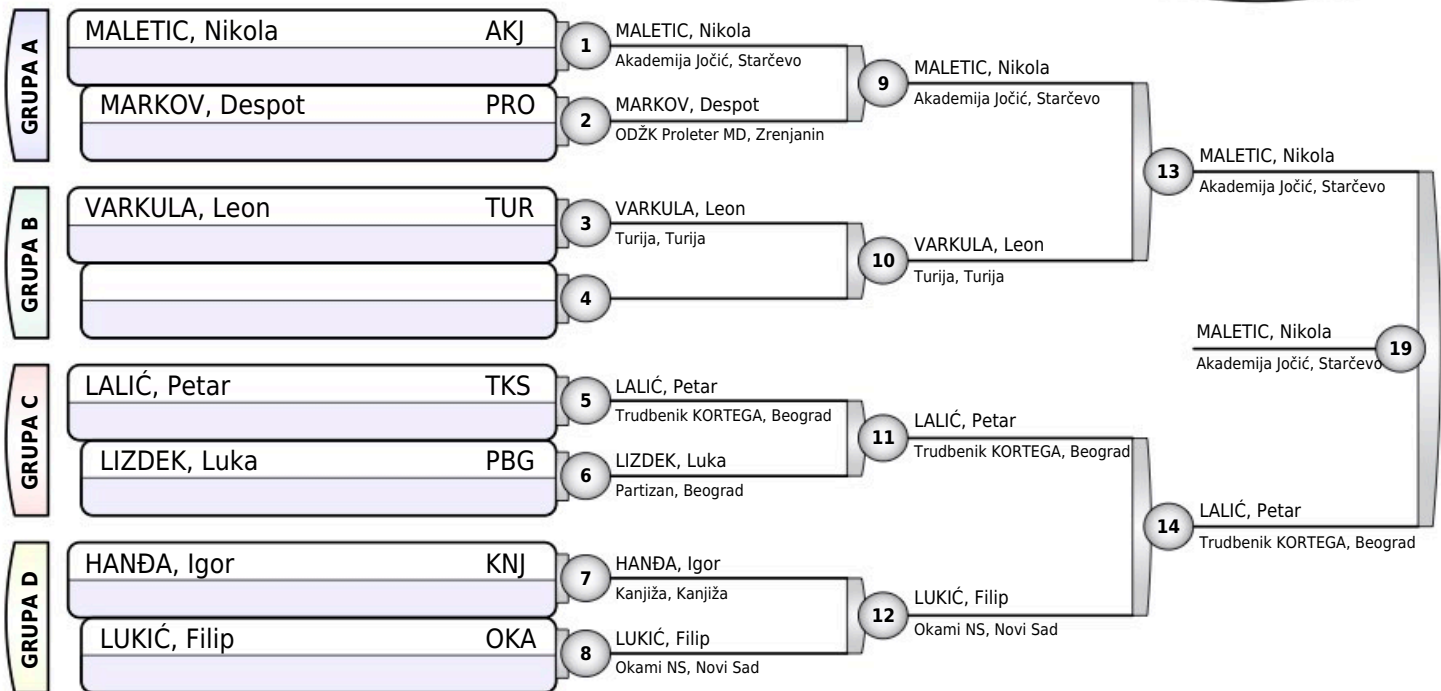 GRUPA A
MALETIC, Nikola AKJ
MARKOV, Despot PRO
1
MALETIC, Nikola
Akademija Jočić, Starčevo
2
MARKOV, Despot
ODŽK Proleter MD, Zrenjanin
9
MALETIC, Nikola
Akademija Jočić, Starčevo
GRUPA B
VARKULA, Leon TUR
3
VARKULA, Leon
Turija, Turija
4
10
VARKULA, Leon
Turija, Turija
13
MALETIC, Nikola
Akademija Jočić, Starčevo
GRUPA C
LALIĆ, Petar TKS
LIZDEK, Luka PBG
5
LALIĆ, Petar
Trudbenik KORTEGA, Beograd
6
LIZDEK, Luka
Partizan, Beograd
11
LALIĆ, Petar
Trudbenik KORTEGA, Beograd
GRUPA D
HANĐA, Igor KNJ
LUKIĆ, Filip OKA
7
HANĐA, Igor
Kanjiža, Kanjiža
8
LUKIĆ, Filip
Okami NS, Novi Sad
12
LUKIĆ, Filip
Okami NS, Novi Sad
14
LALIĆ, Petar
Trudbenik KORTEGA, Beograd
MALETIC, Nikola
Akademija Jočić, Starčevo
19